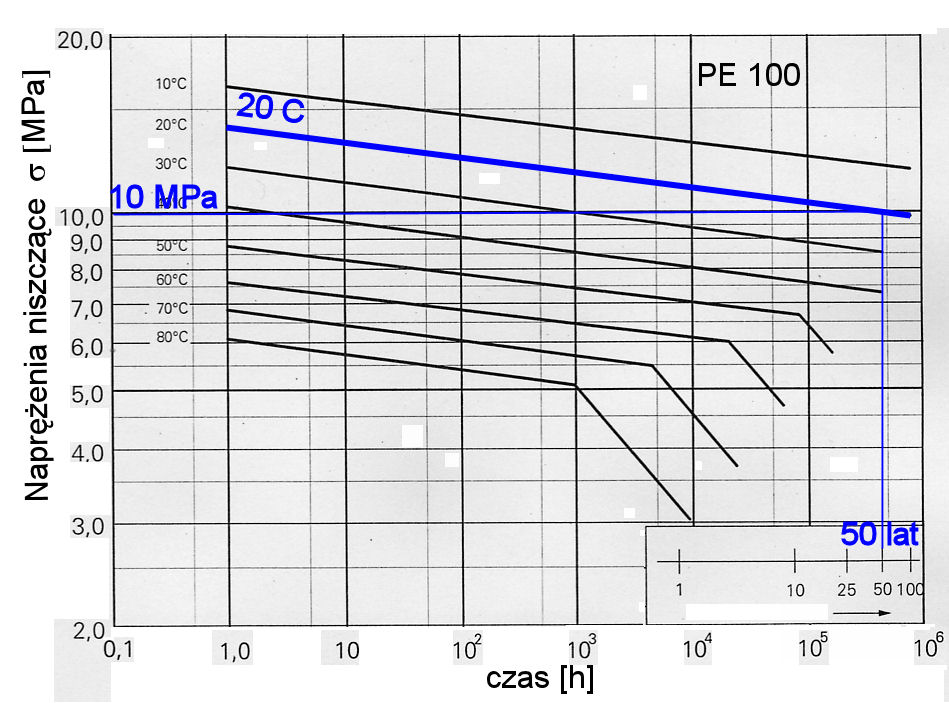 Naprężenia niszczące σ [MPa]
20,0
10,0
9,0
8,0
7,0
6,0
5,0
4,0
3,0
2,0
PE 100
10°C
20 C
20°C
30°C
10 MPa
50°C
60°C
70°C
80°C
50 lat
1 10 25 50 100
0,1 1,0 10 10² 10³ 10⁴ 10⁵ 10⁶
czas [h]